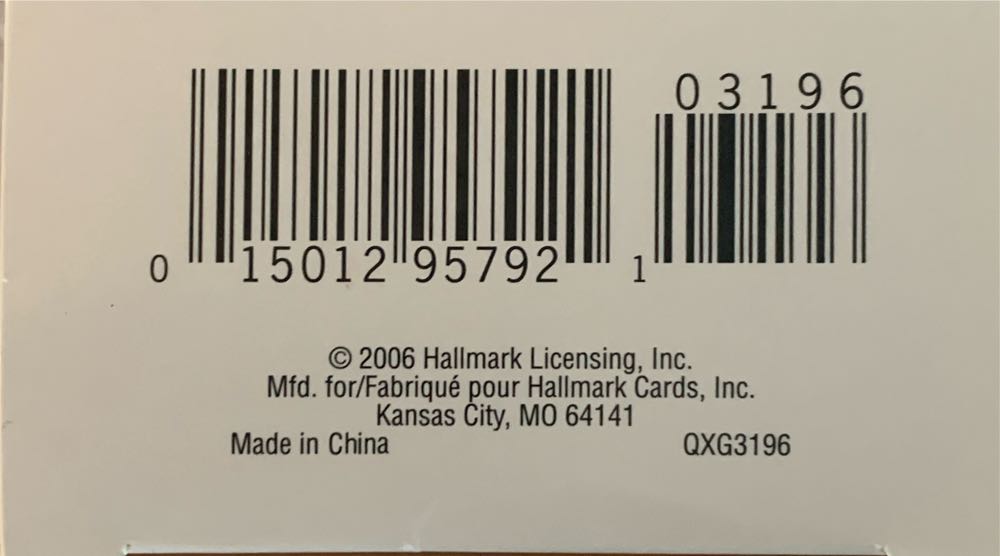 03196
0 15012 95792 1
© 2006 Hallmark Licensing, Inc.
Mfd. for/Fabriqué pour Hallmark Cards, Inc.
Kansas City, MO 64141
Made in China QXG3196